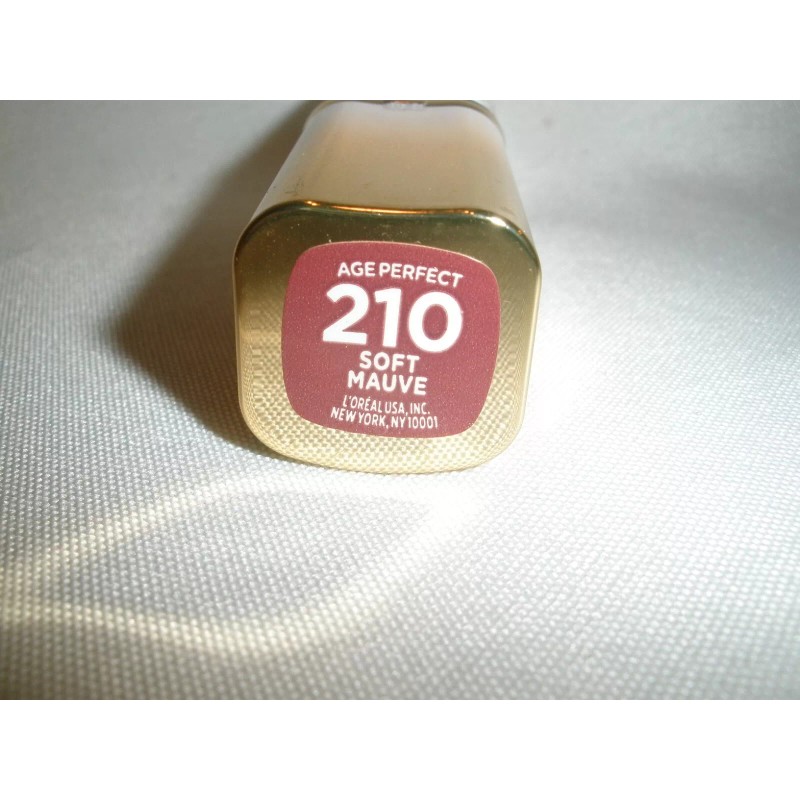 AGE PERFECT
210
SOFT
MAUVE
L'ORÉAL USA, INC.
NEW YORK, NY 10001